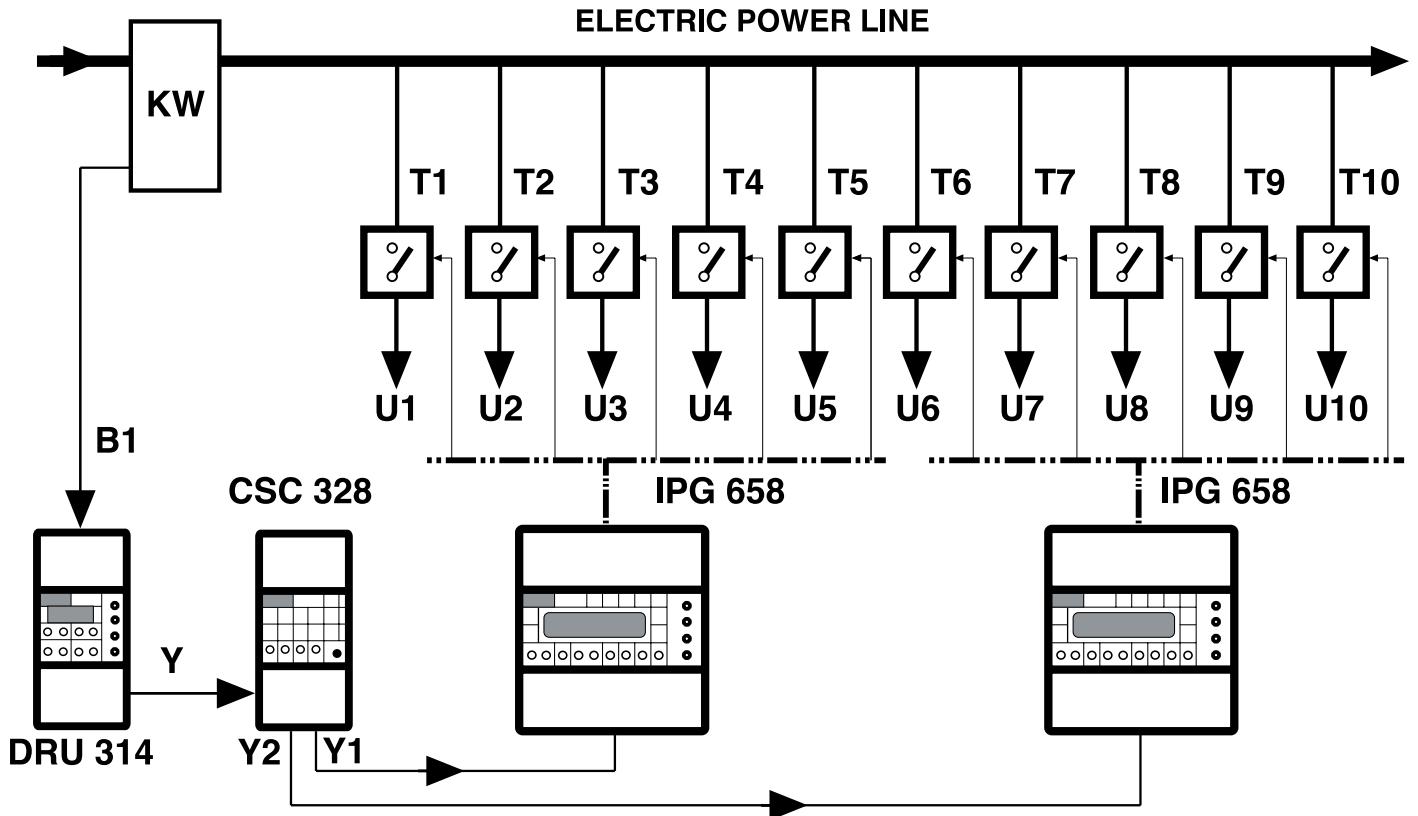 ELECTRIC POWER LINE
KW
T1 T2 T3 T4 T5 T6 T7 T8 T9 T10
U1 U2 U3 U4 U5 U6 U7 U8 U9 U10
B1
CSC 328 IPG 658 IPG 658
Y
DRU 314 Y2 Y1